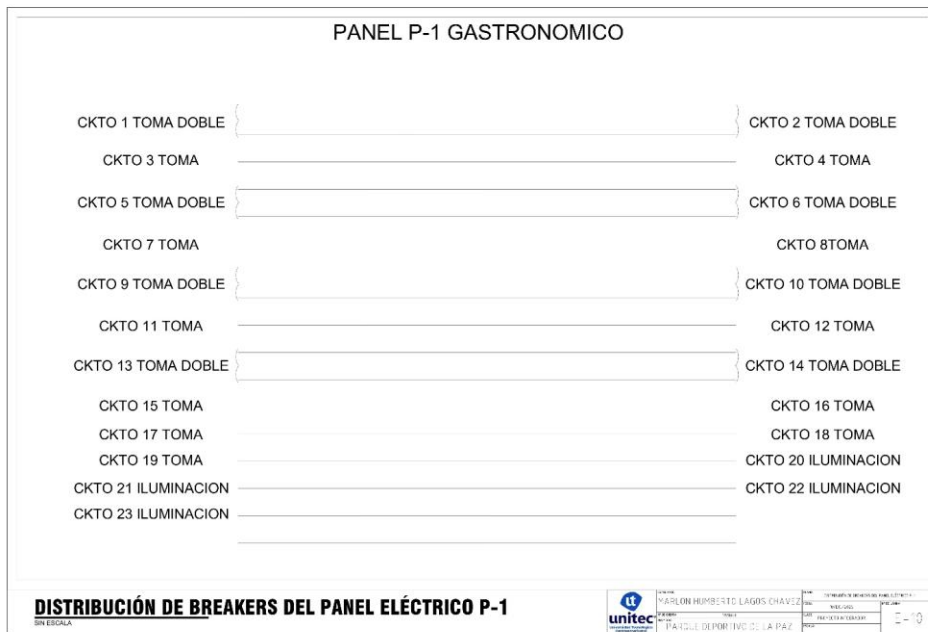 PANEL P-1 GASTRONOMICO
CKTO 1 TOMA DOBLE CKTO 2 TOMA DOBLE
CKTO 3 TOMA CKTO 4 TOMA
CKTO 5 TOMA DOBLE CKTO 6 TOMA DOBLE
CKTO 7 TOMA CKTO 8TOMA
CKTO 9 TOMA DOBLE CKTO 10 TOMA DOBLE
CKTO 11 TOMA CKTO 12 TOMA
CKTO 13 TOMA DOBLE CKTO 14 TOMA DOBLE
CKTO 15 TOMA CKTO 16 TOMA
CKTO 17 TOMA CKTO 18 TOMA
CKTO 19 TOMA CKTO 20 ILUMINACION
CKTO 21 ILUMINACION CKTO 22 ILUMINACION
CKTO 23 ILUMINACION
DISTRIBUCIÓN DE BREAKERS DEL PANEL ELÉCTRICO P-1
SIN ESCALA
unitec
MARLON HUMBERTO LAGOS CHAVEZ
PARQUE DEPORTIVO DE LA PAZ